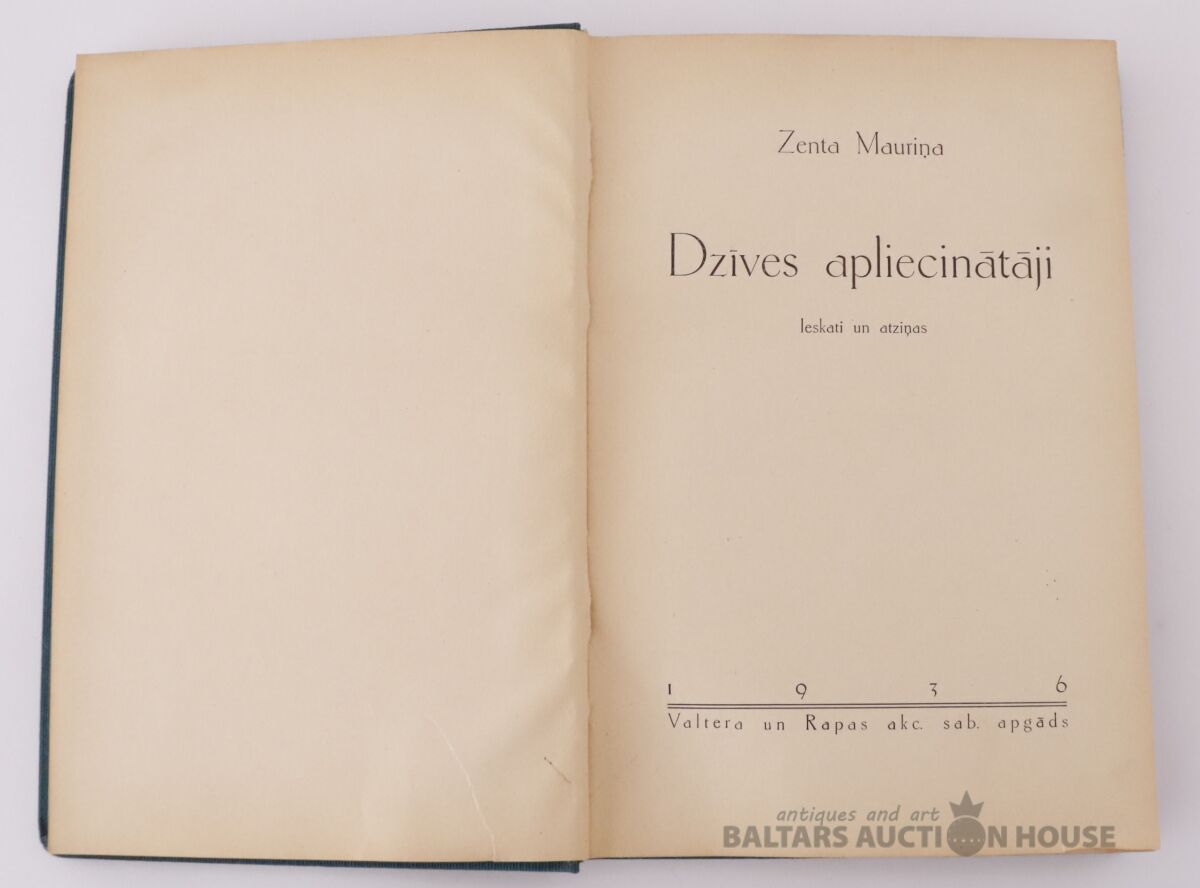 Zenta Mauriņa
Dzīves apliecinātāji
Ieskati un atziņas
1 9 3 6
Valtera un Rapas akc. sab. apgāds
antiques and art
BALTARS AUCTION HOUSE